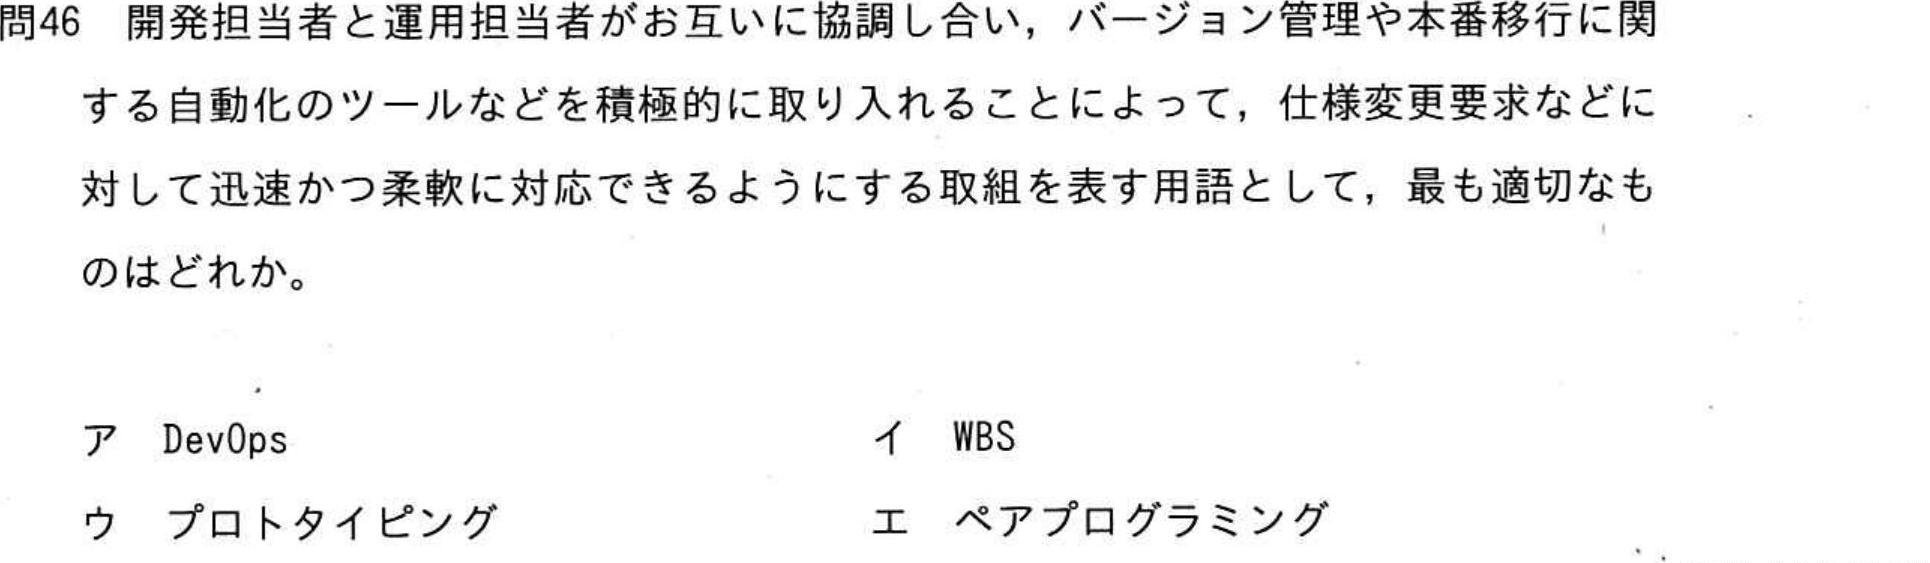 問46 開発担当者と運用担当者がお互いに協調し合い，バージョン管理や本番移行に関
する自動化のツールなどを積極的に取り入れることによって，仕様変更要求などに
対して迅速かつ柔軟に対応できるようにする取組を表す用語として，最も適切なも
のはどれか。
ア DevOps イ WBS
ウ プロトタイピング エ ペアプログラミング